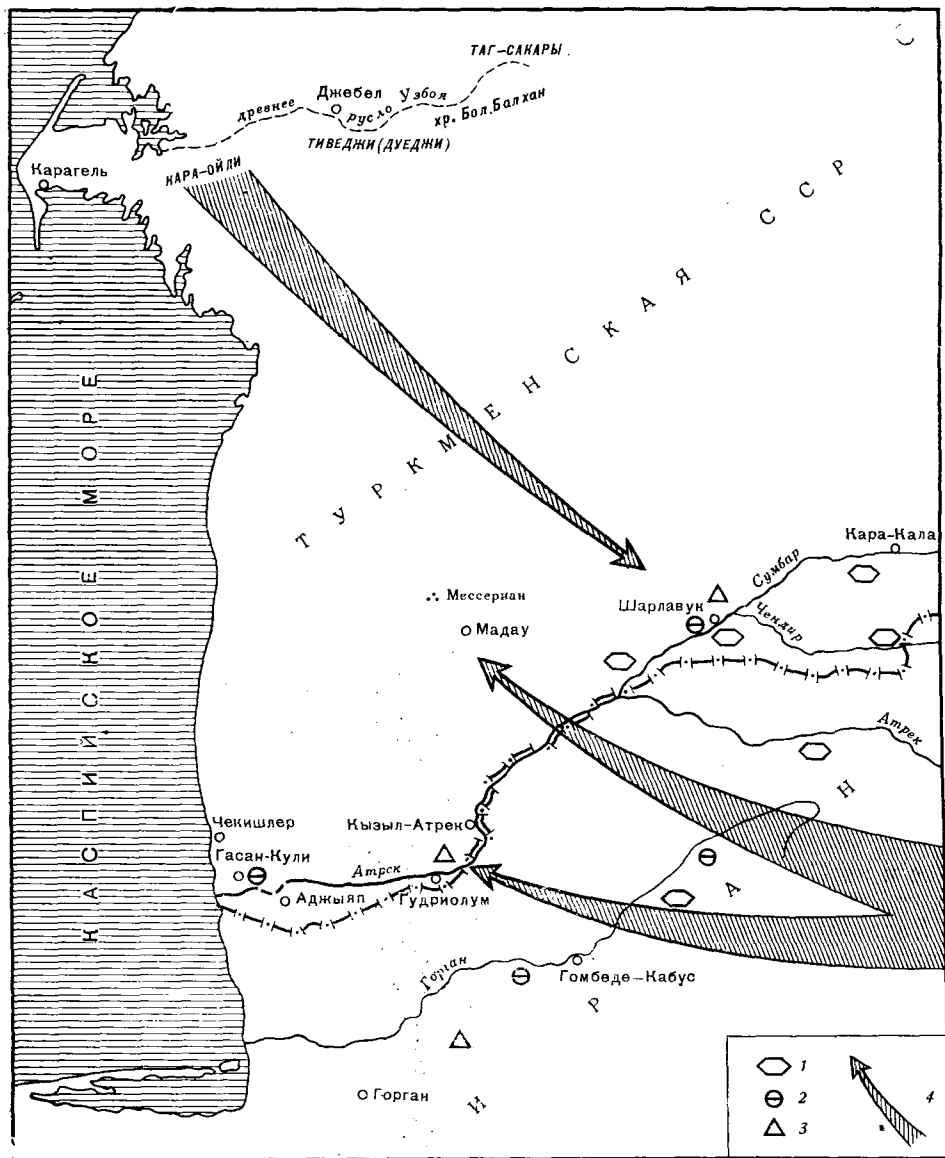 ТАГ-САКАРЫ
Джебел
Узбоя
древнее
русло
хр. Бол. Балхан
ТИВЕДЖИ (ДУЕДЖИ)
Карагель
КАРА-ОЙЛИ
ТУРКМЕНСКАЯ ССР
КАСПИЙСКОЕ МОРЕ
Кара-Кала
Сумбар
Мессериан
Шарлавук
Чендир
Мадау
Атрек
Чекишлер
Кызыл-Атрек
Гасан-Кули
Атрек
Аджыяп
Гудриолум
Горган
Гомбеде-Кабус
ИРАН
Горган
1
2
3
4